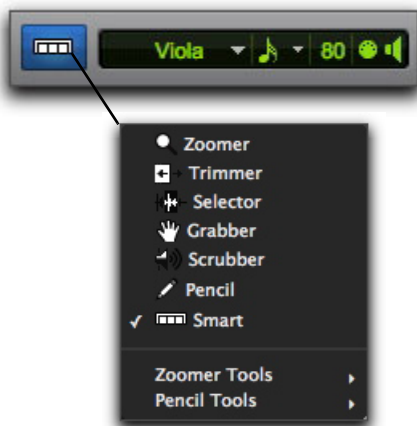 Viola 80
Zoomer
Trimmer
Selector
Grabber
Scrubber
Pencil
✓ Smart
Zoomer Tools
Pencil Tools